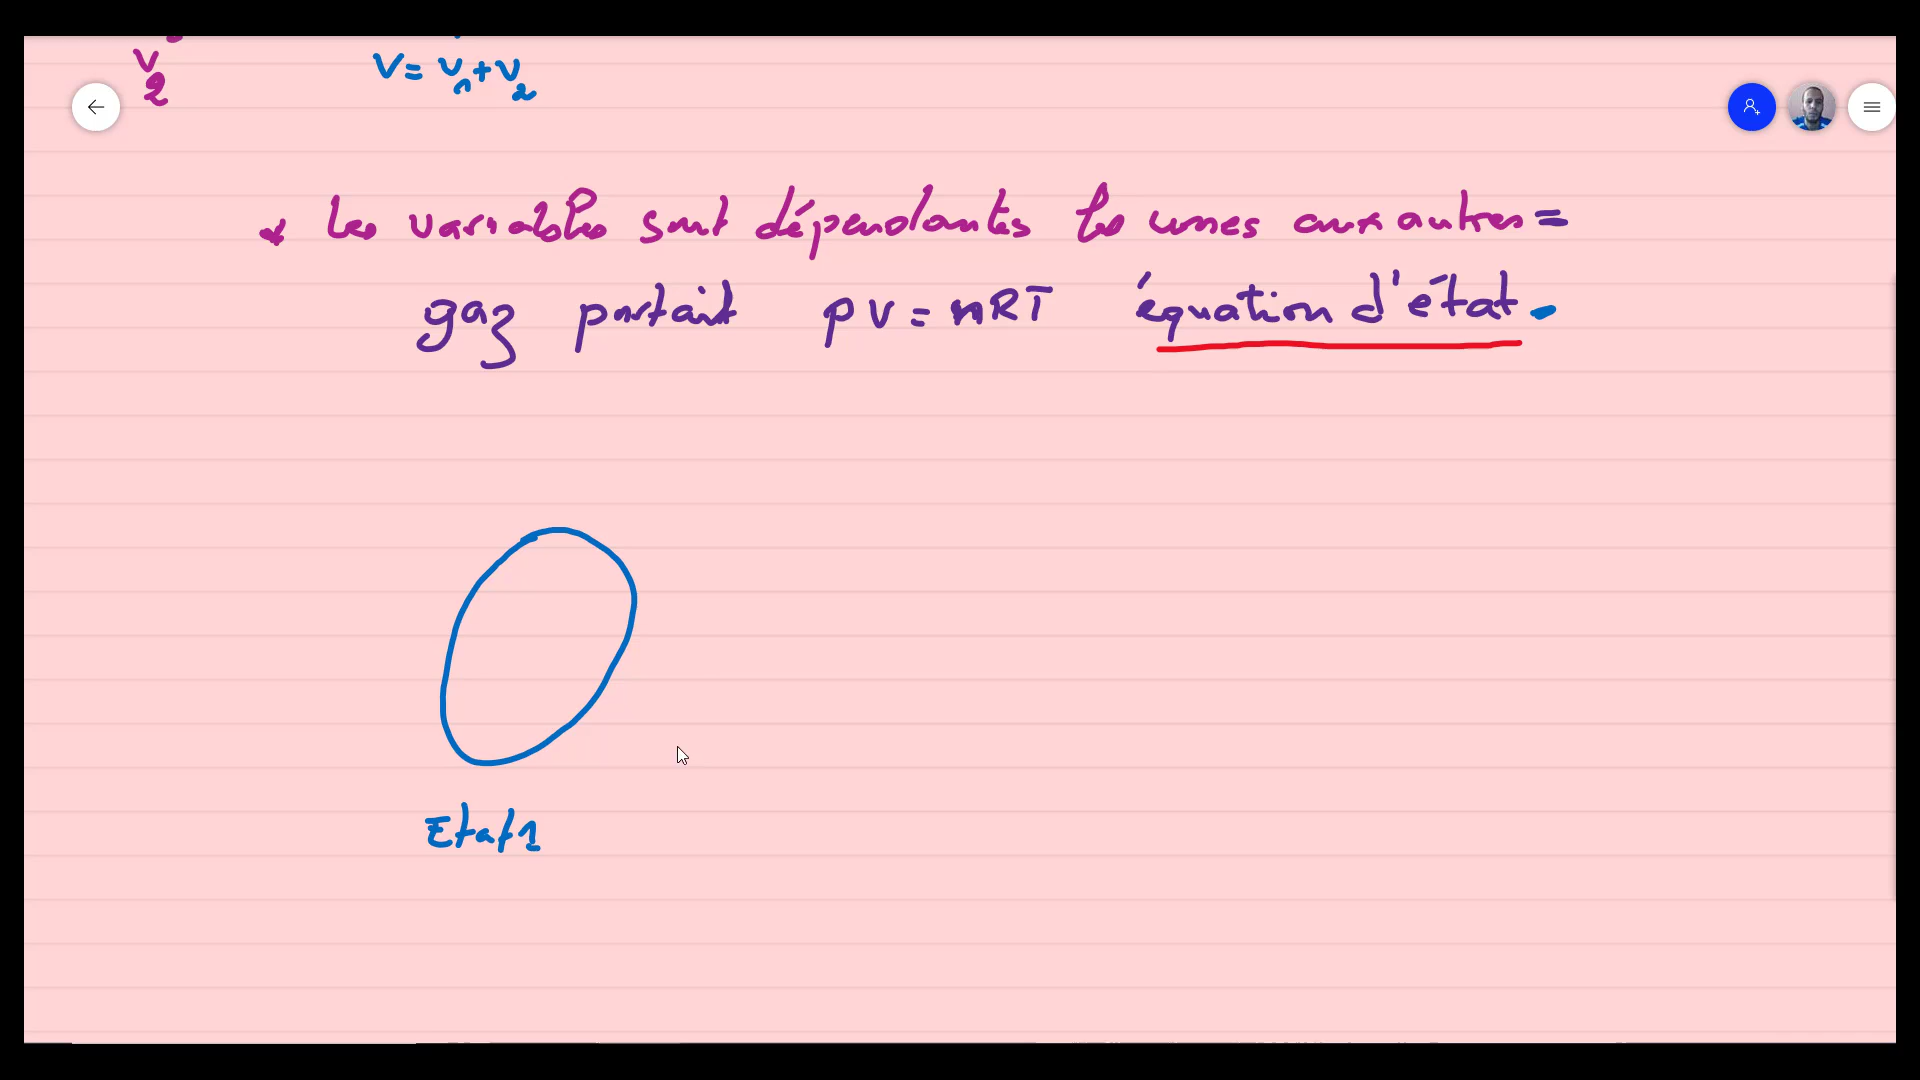 V
2
V = V1 + V2
* Les variables sont dépendantes les unes aux autres =
gaz parfait PV = nRT équation d'état.
Etat 1